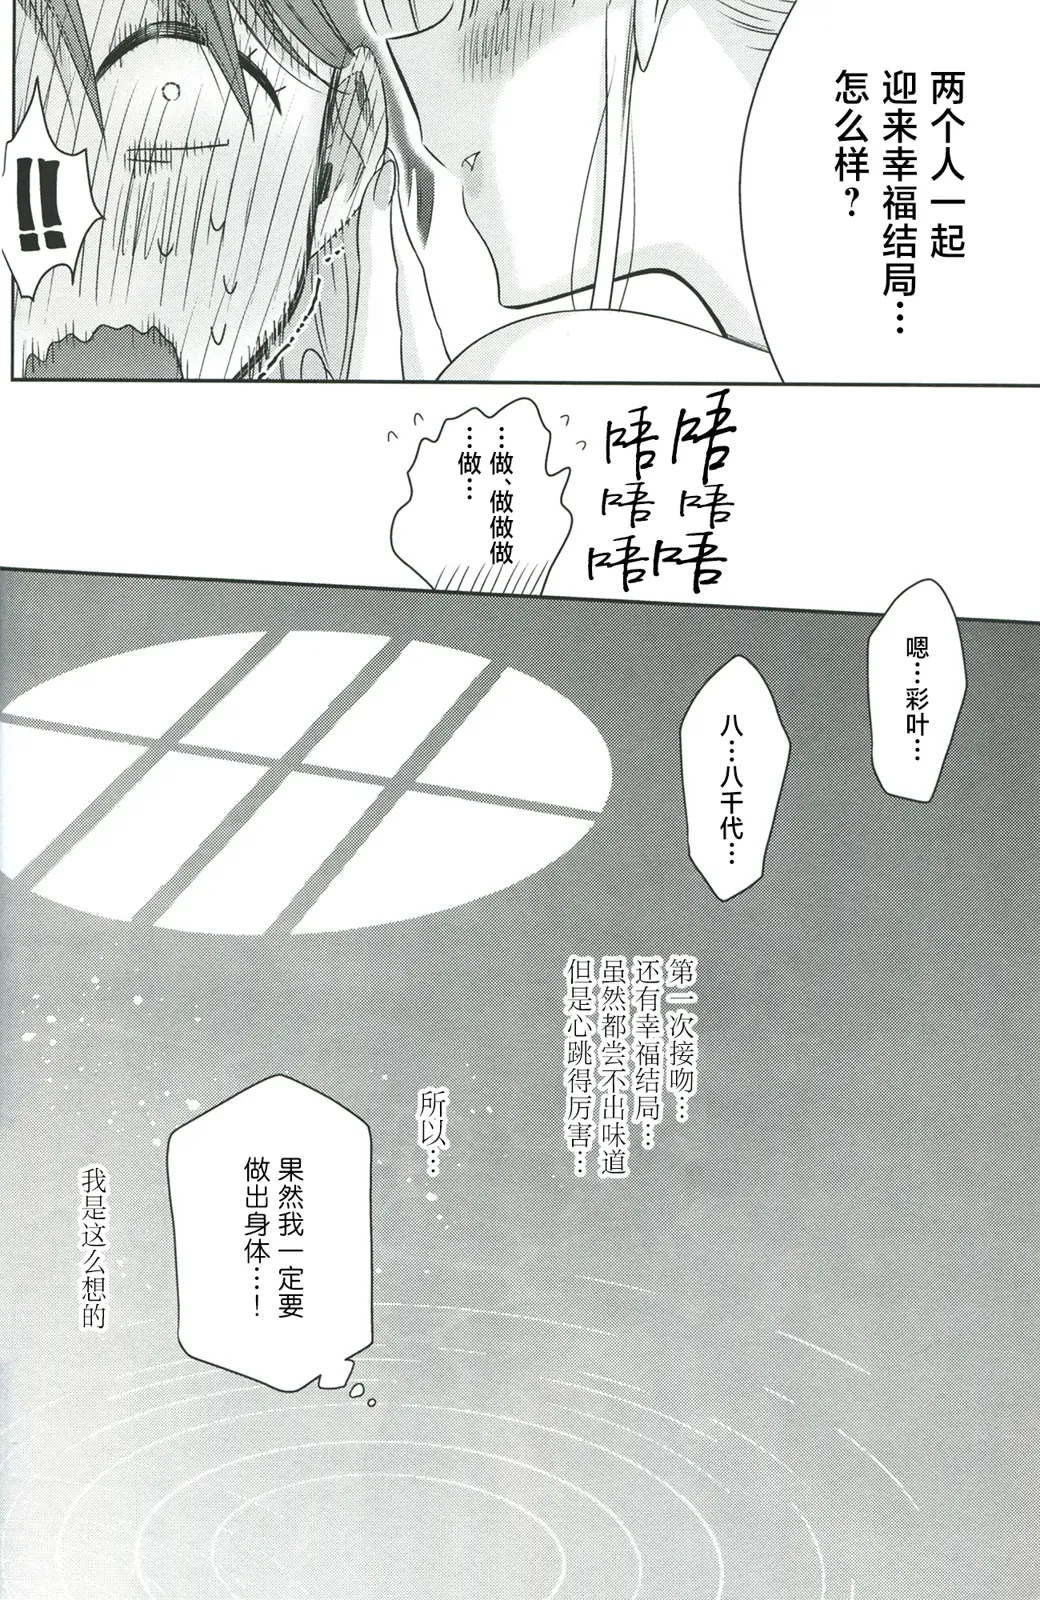 两个人一起
迎来幸福结局…
怎么样？
!!
唔
唔
唔
唔
唔
唔
…做、做做做
…做…
嗯…彩叶…
八…八千代…
第一次接吻…
还有幸福结局…
虽然都尝不出味道
但是心跳得厉害…
所以…
果然我一定要
做出身体…！
我是这么想的